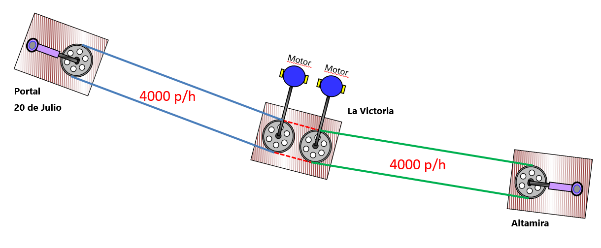 Motor
Motor
Portal
20 de Julio
4000 p/h
La Victoria
4000 p/h
Altamira